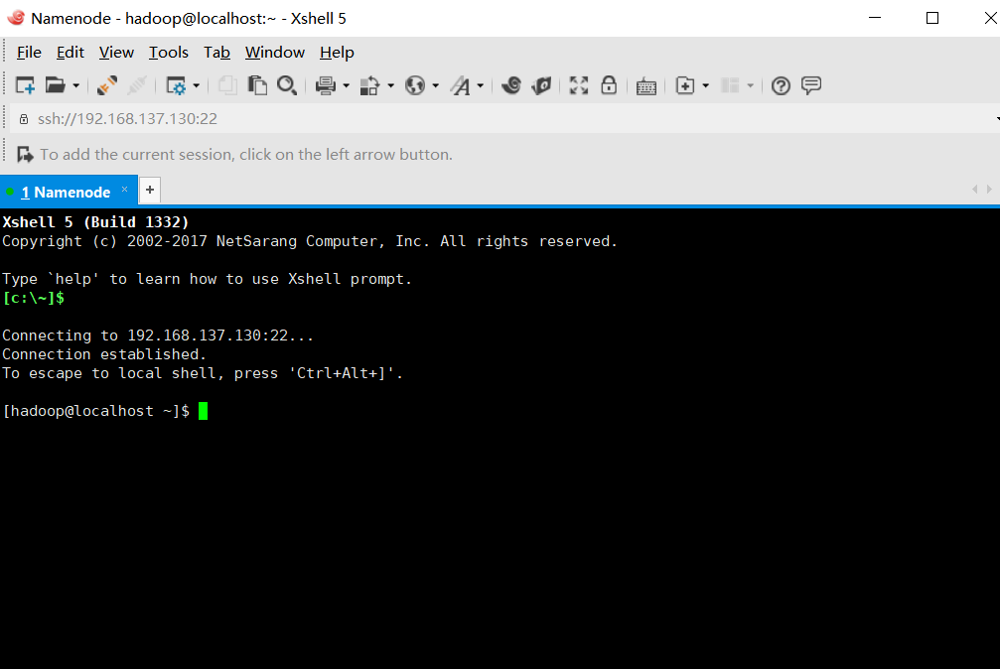 Namenode - hadoop@localhost:~ - Xshell 5
File Edit View Tools Tab Window Help
ssh://192.168.137.130:22
To add the current session, click on the left arrow button.
1 Namenode × +
Xshell 5 (Build 1332)
Copyright (c) 2002-2017 NetSarang Computer, Inc. All rights reserved.
Type `help' to learn how to use Xshell prompt.
[c:\~]$
Connecting to 192.168.137.130:22...
Connection established.
To escape to local shell, press 'Ctrl+Alt+]'.
[hadoop@localhost ~]$